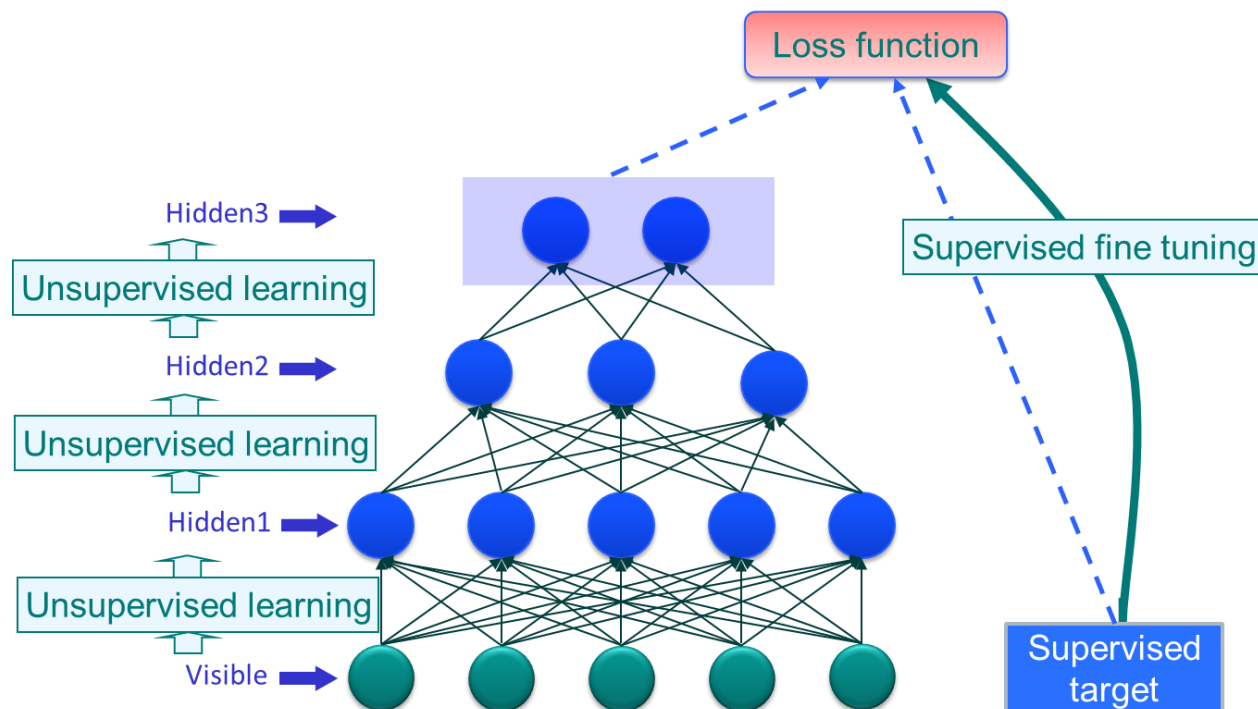 Loss function
Hidden3
Supervised fine tuning
Unsupervised learning
Hidden2
Unsupervised learning
Hidden1
Unsupervised learning
Visible
Supervised
target